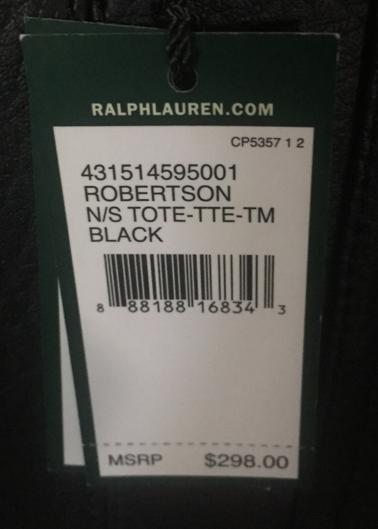 RALPHLAUREN.COM
CP5357 1 2
431514595001
ROBERTSON
N/S TOTE-TTE-TM
BLACK
8 88188 16834 3
MSRP $298.00